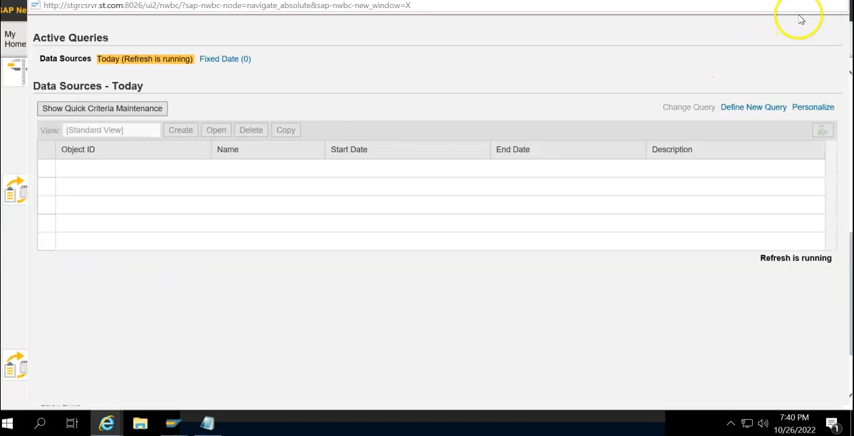 http://stgrcsrvr.st.com:8026/ui2/nwbc/?sap-nwbc-node=navigate_absolute&sap-nwbc-new_window=X
SAP Ne
My
Home
Active Queries
Data Sources Today (Refresh is running) Fixed Date (0)
Data Sources - Today
Show Quick Criteria Maintenance
Change Query Define New Query Personalize
View: [Standard View] Create Open Delete Copy
Object ID Name Start Date End Date Description
Refresh is running
7:40 PM
10/26/2022
1